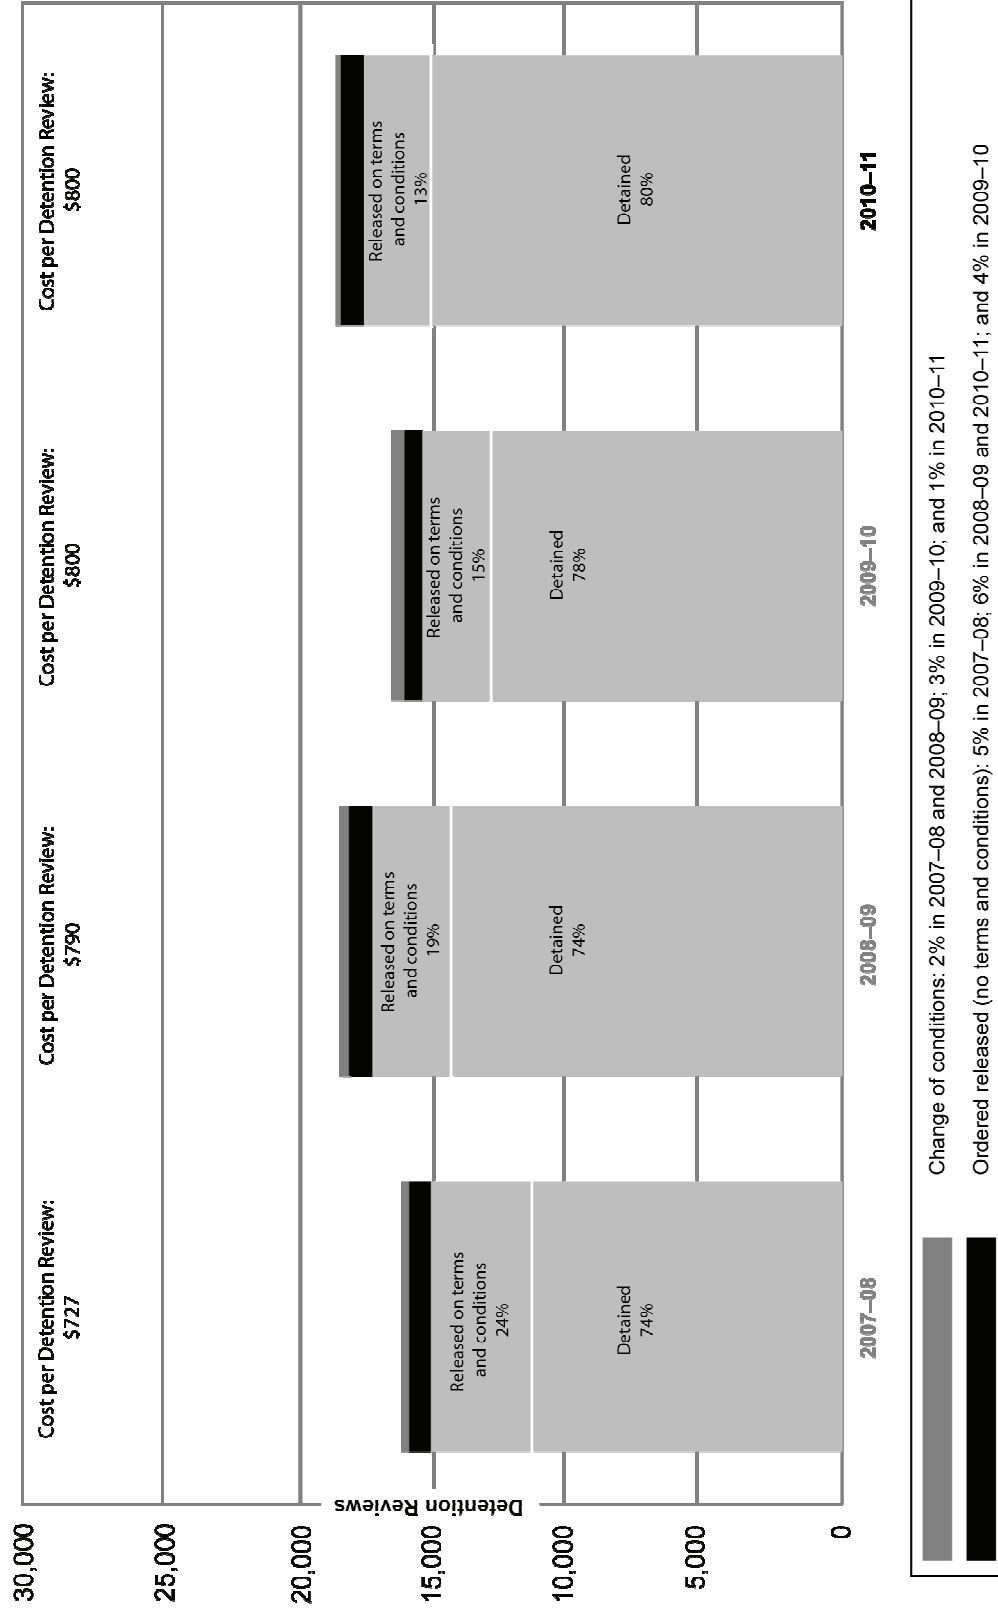 Cost per Detention Review:
$727
Cost per Detention Review:
$790
Cost per Detention Review:
$800
Cost per Detention Review:
$800
30,000
25,000
20,000
15,000
10,000
5,000
0
Detention Reviews
Released on terms
and conditions
24%
Detained
74%
Released on terms
and conditions
19%
Detained
74%
Released on terms
and conditions
15%
Detained
78%
Released on terms
and conditions
13%
Detained
80%
2007–08
2008–09
2009–10
2010–11
Change of conditions: 2% in 2007–08 and 2008–09; 3% in 2009–10; and 1% in 2010–11
Ordered released (no terms and conditions): 5% in 2007–08; 6% in 2008–09 and 2010–11; and 4% in 2009–10